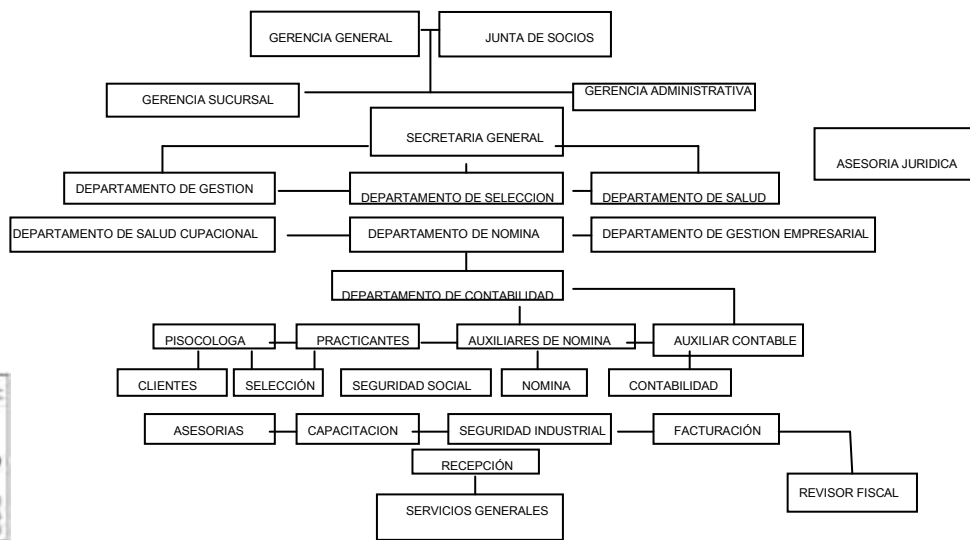 GERENCIA GENERAL
JUNTA DE SOCIOS
GERENCIA SUCURSAL
GERENCIA ADMINISTRATIVA
SECRETARIA GENERAL
ASESORIA JURIDICA
DEPARTAMENTO DE GESTION
DEPARTAMENTO DE SELECCION
DEPARTAMENTO DE SALUD
DEPARTAMENTO DE SALUD CUPACIONAL
DEPARTAMENTO DE NOMINA
DEPARTAMENTO DE GESTION EMPRESARIAL
DEPARTAMENTO DE CONTABILIDAD
PISOCOLOGA
PRACTICANTES
AUXILIARES DE NOMINA
AUXILIAR CONTABLE
CLIENTES
SELECCIÓN
SEGURIDAD SOCIAL
NOMINA
CONTABILIDAD
ASESORIAS
CAPACITACION
SEGURIDAD INDUSTRIAL
FACTURACIÓN
RECEPCIÓN
REVISOR FISCAL
SERVICIOS GENERALES